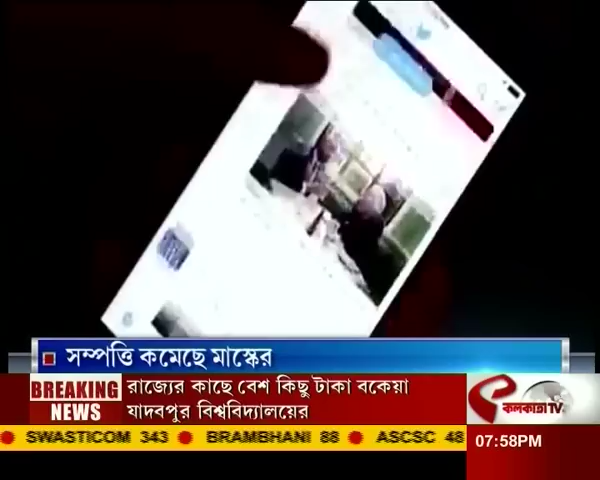 সম্পত্তি কমেছে মাস্কের
BREAKING NEWS
রাজ্যের কাছে বেশ কিছু টাকা বকেয়া
যাদবপুর বিশ্ববিদ্যালয়ের
কলকাতা TV
SWASTICOM 343 BRAMBHANI 88 ASCSC 48
07:58PM